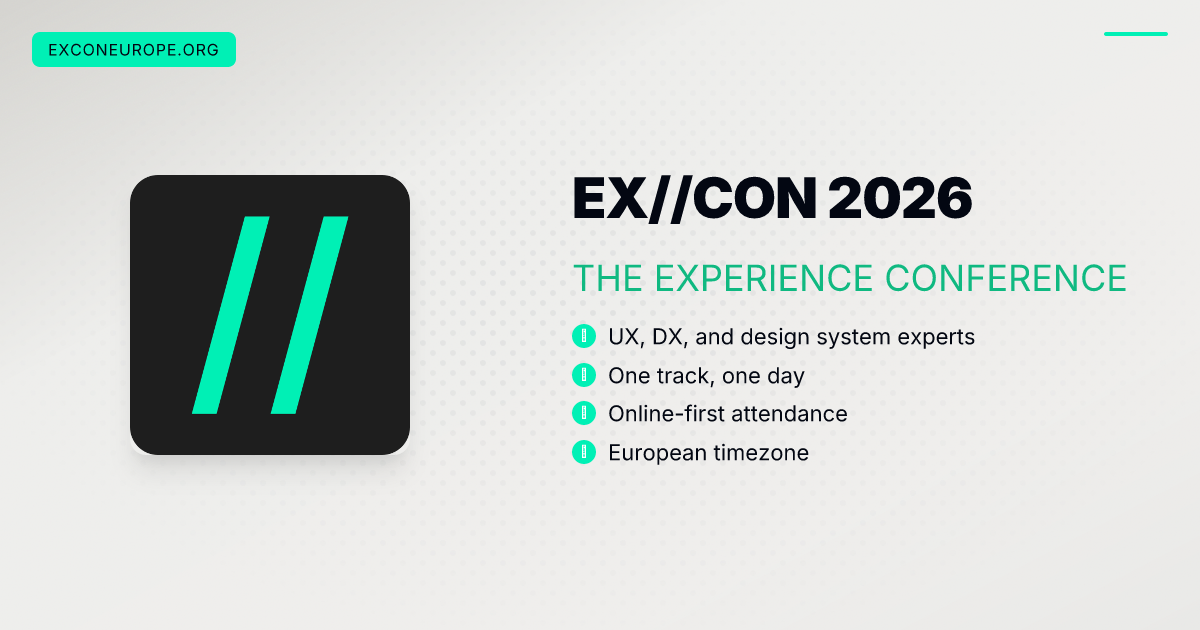 EXCONEUROPE.ORG
EX//CON 2026
THE EXPERIENCE CONFERENCE
UX, DX, and design system experts
One track, one day
Online-first attendance
European timezone